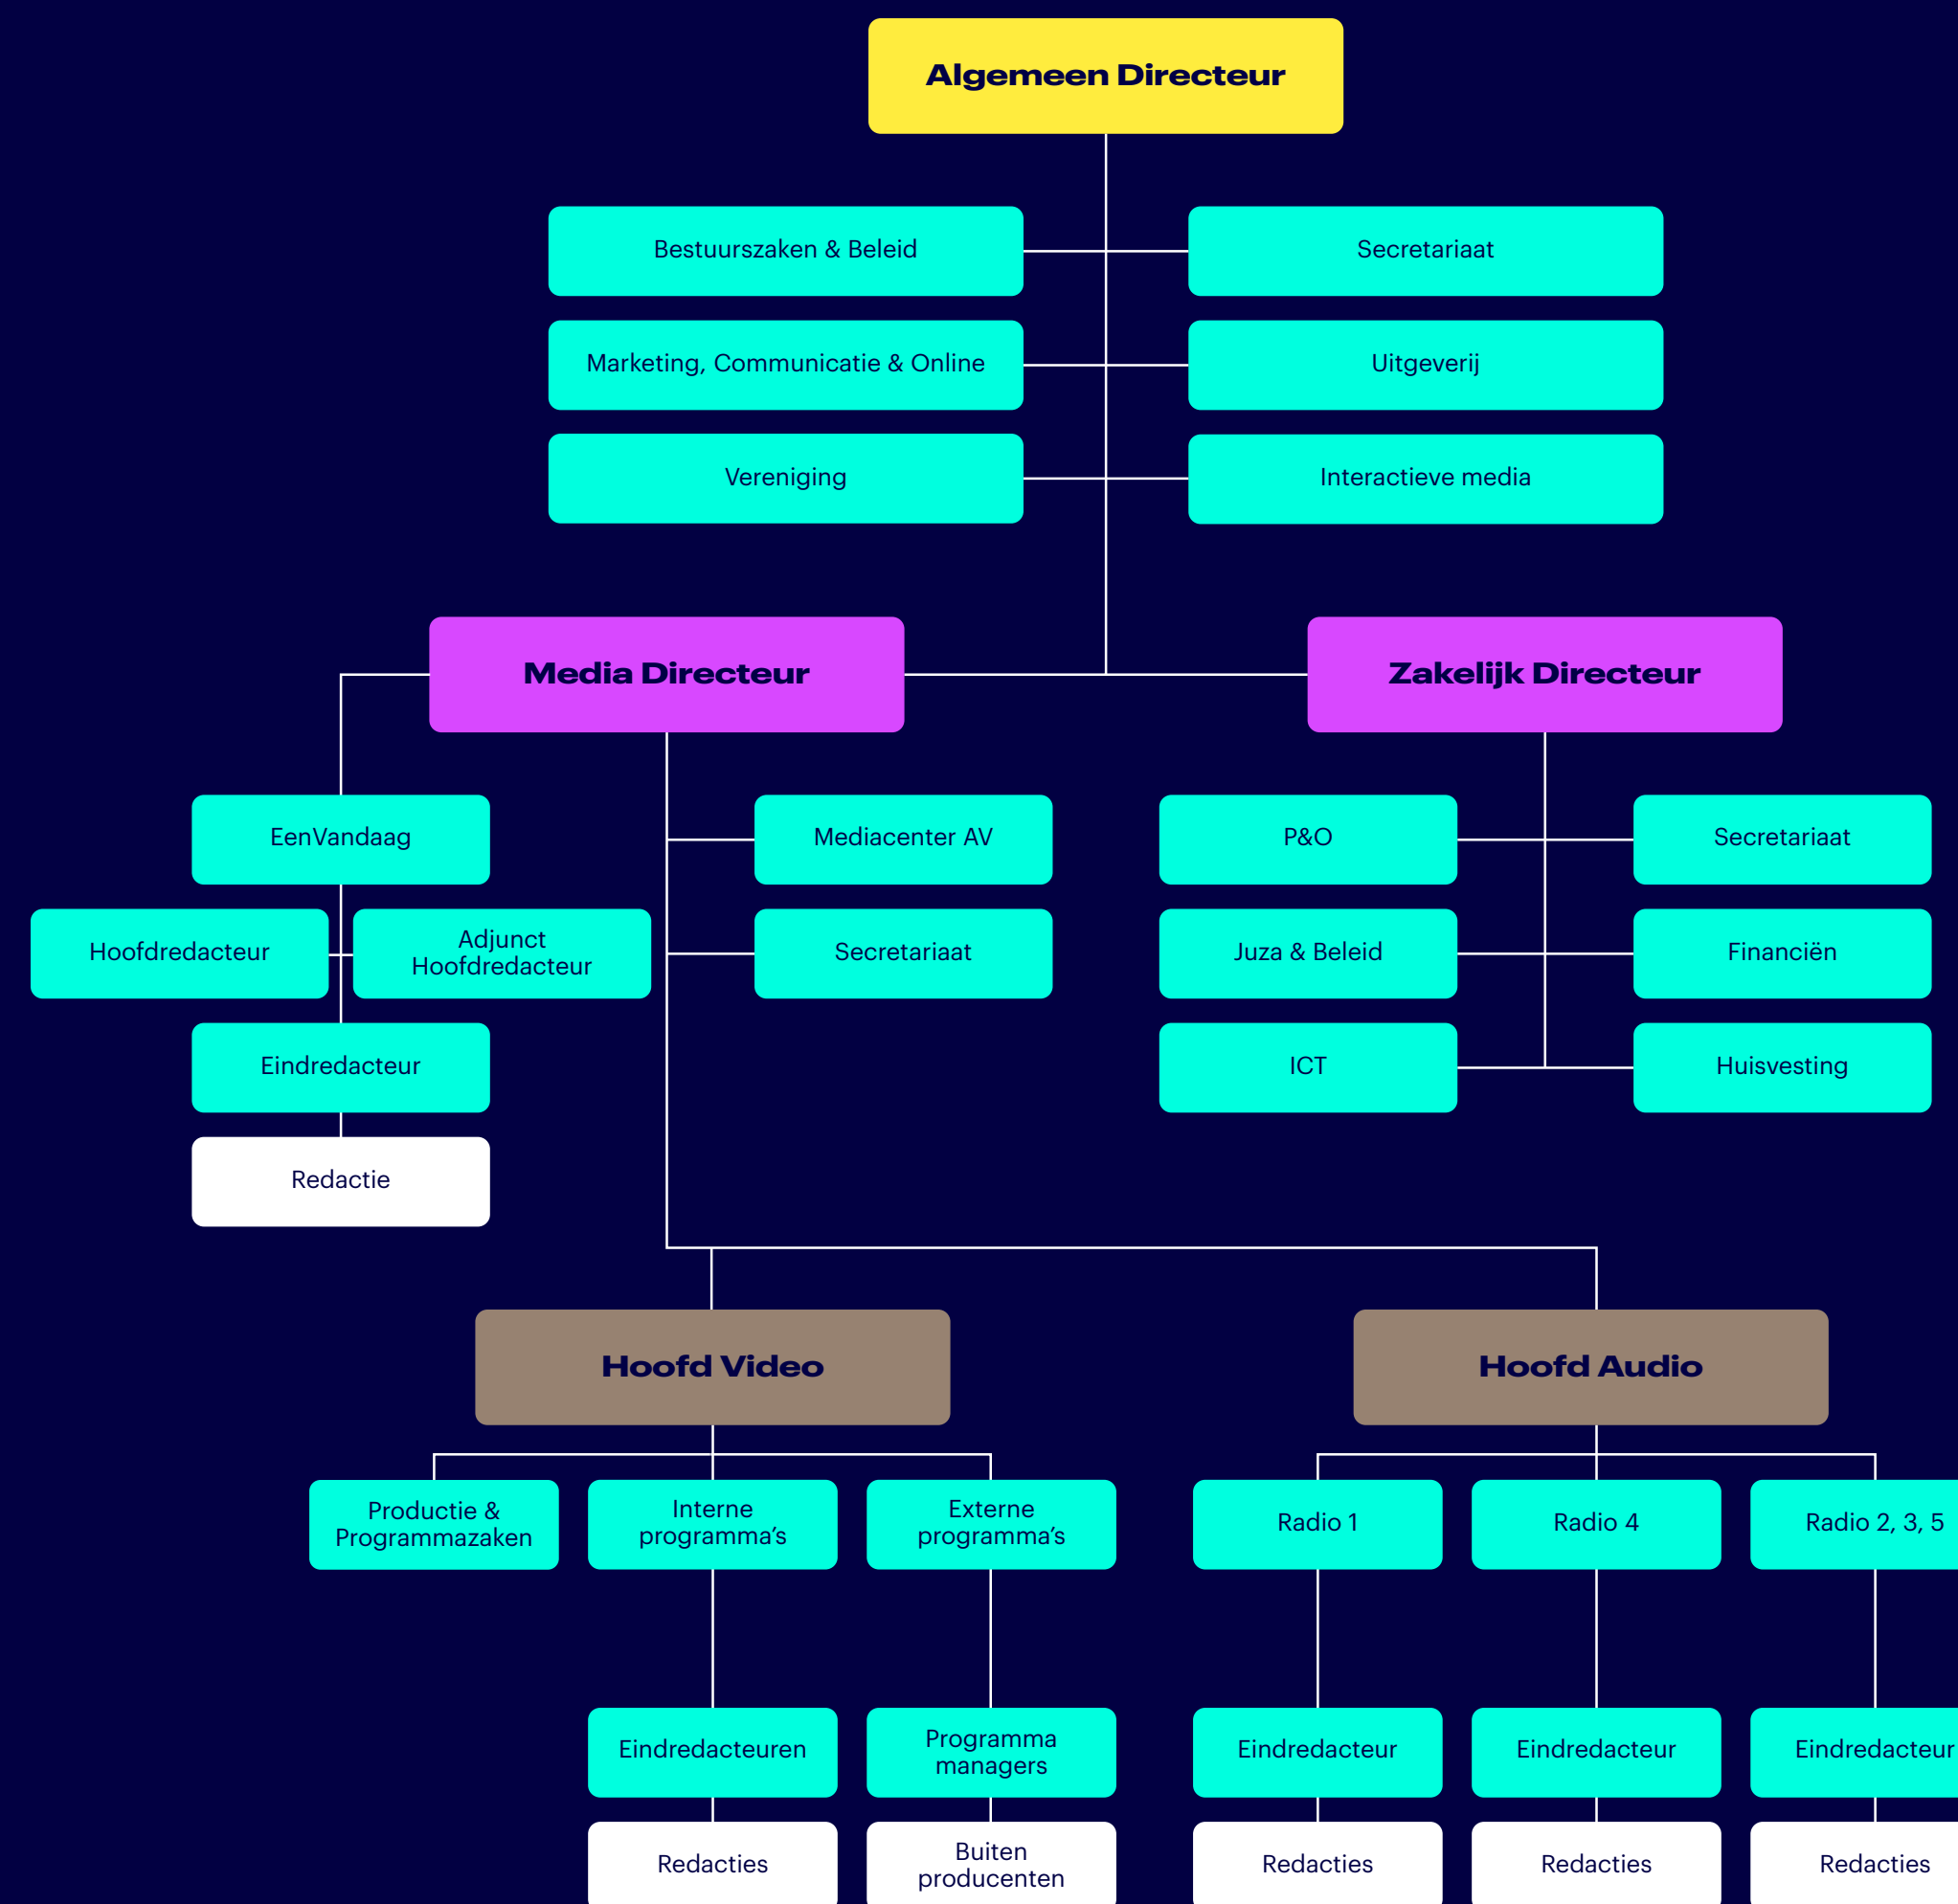 Algemeen Directeur
Bestuurszaken & Beleid
Secretariaat
Marketing, Communicatie & Online
Uitgeverij
Vereniging
Interactieve media
Media Directeur
Zakelijk Directeur
EenVandaag
Mediacenter AV
P&O
Secretariaat
Hoofdredacteur
Adjunct
Hoofdredacteur
Secretariaat
Juza & Beleid
Financiën
Eindredacteur
ICT
Huisvesting
Redactie
Hoofd Video
Hoofd Audio
Productie &
Programmazaken
Interne
programma’s
Externe
programma’s
Radio 1
Radio 4
Radio 2, 3, 5
Eindredacteuren
Programma
managers
Eindredacteur
Eindredacteur
Eindredacteur
Redacties
Buiten
producenten
Redacties
Redacties
Redacties